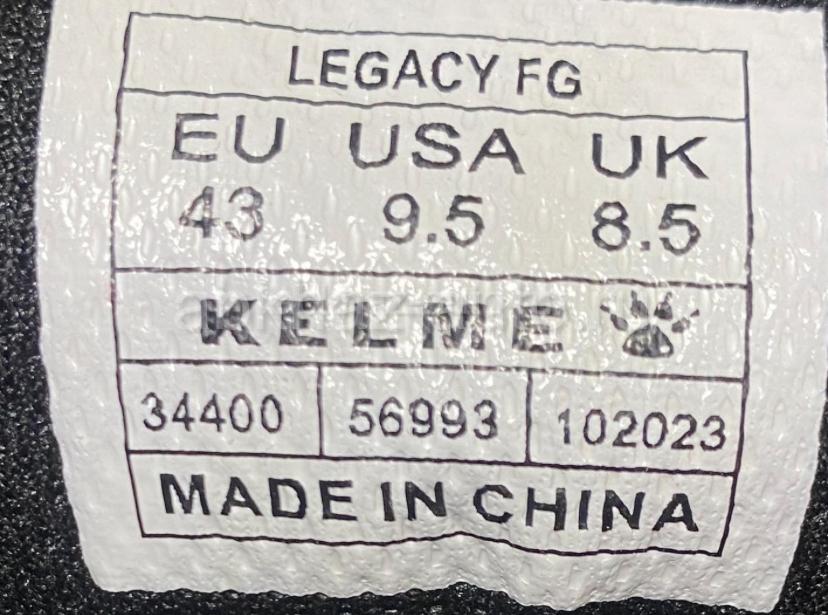 LEGACY FG
EU USA UK
43 9.5 8.5
KELME
34400 56993 102023
MADE IN CHINA